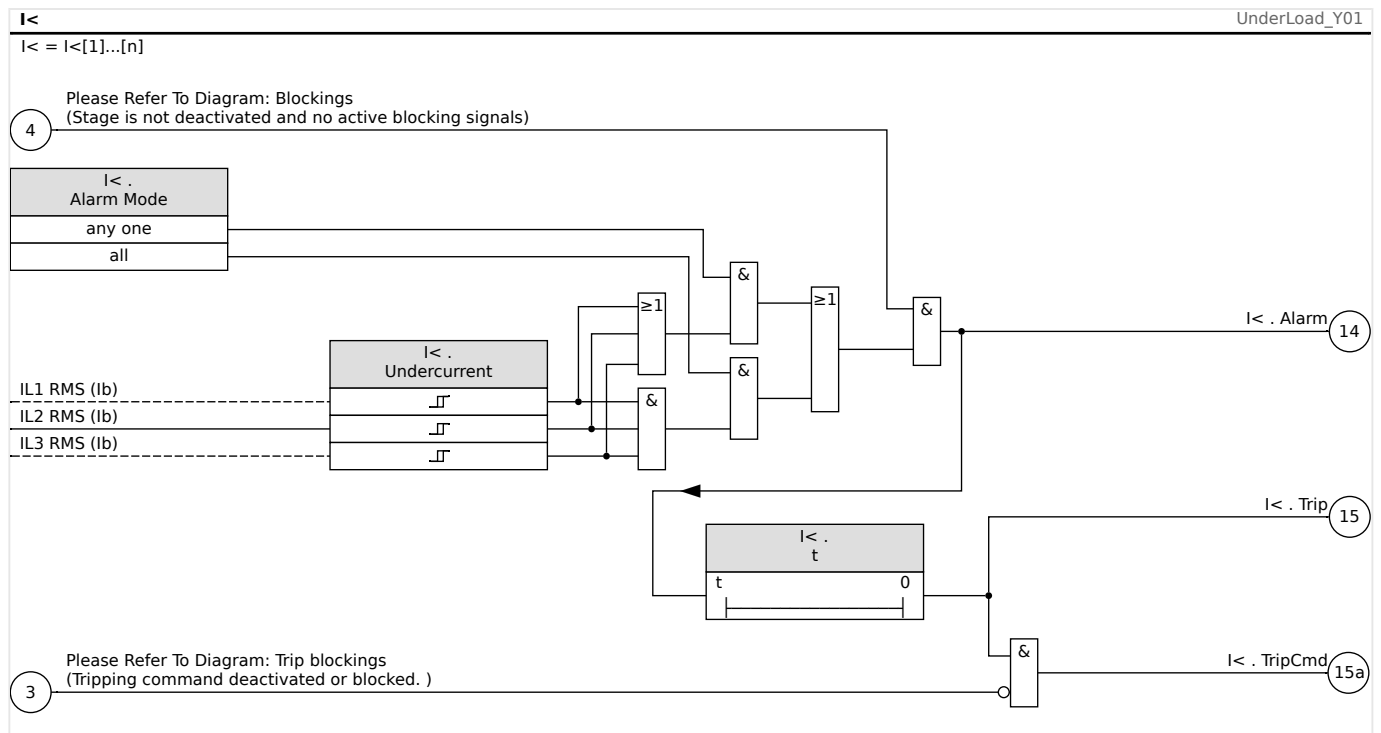 I<
UnderLoad_Y01
I< = I<[1]...[n]
Please Refer To Diagram: Blockings
4
(Stage is not deactivated and no active blocking signals)
I< .
Alarm Mode
any one
all
&
≥1
≥1
&
I< . Alarm
14
I< .
Undercurrent
&
IL1 RMS (Ib)
&
IL2 RMS (Ib)
IL3 RMS (Ib)
I< . Trip
15
I< .
t
t 0
&
Please Refer To Diagram: Trip blockings
I< . TripCmd
15a
(Tripping command deactivated or blocked. )
3